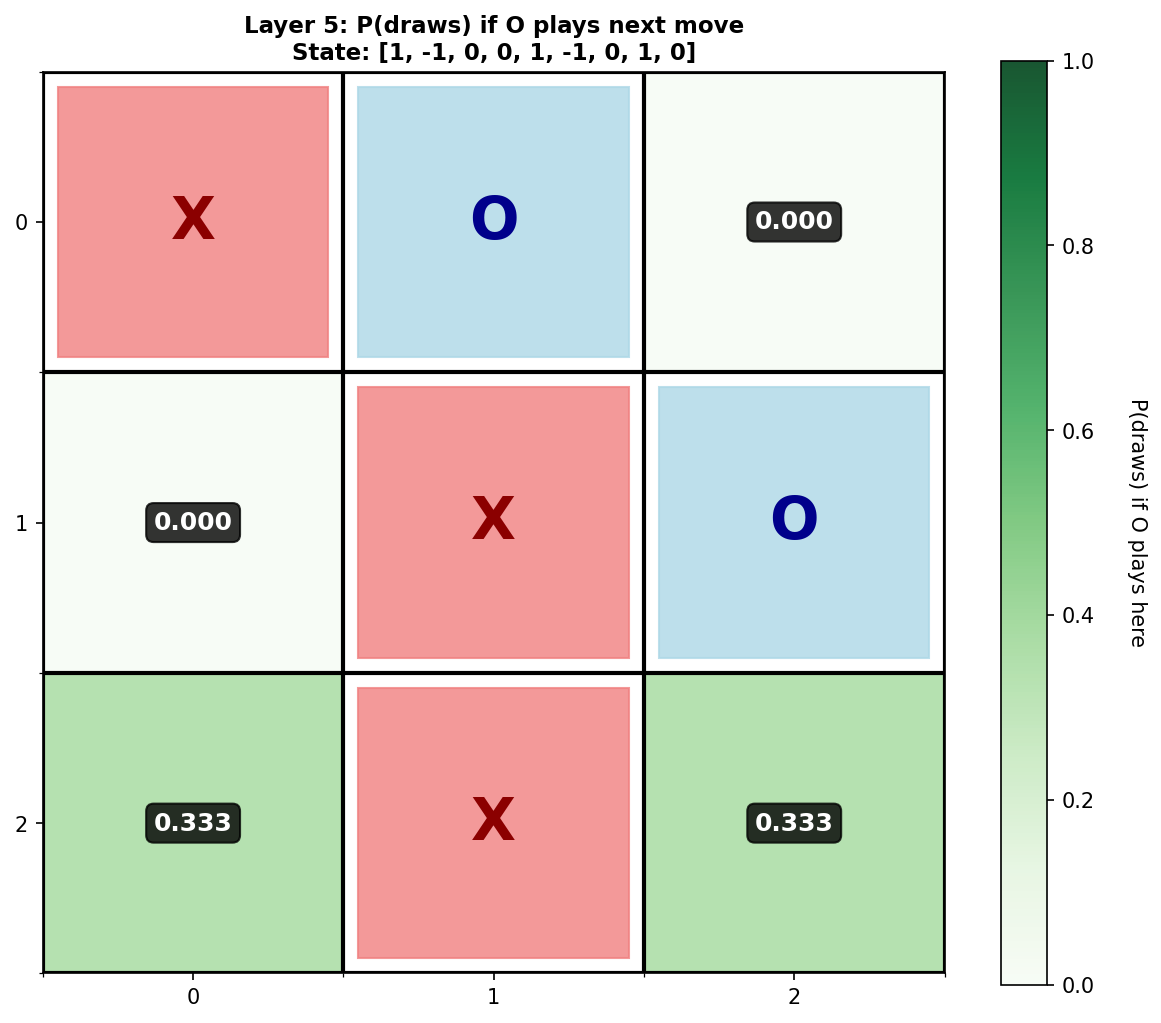 Layer 5: P(draws) if O plays next move
State: [1, -1, 0, 0, 1, -1, 0, 1, 0]
1.0
0.8
0.6
0.4
0.2
0.0
P(draws) if O plays here
0
X
O
0.000
1
0.000
X
O
2
0.333
X
0.333
0
1
2